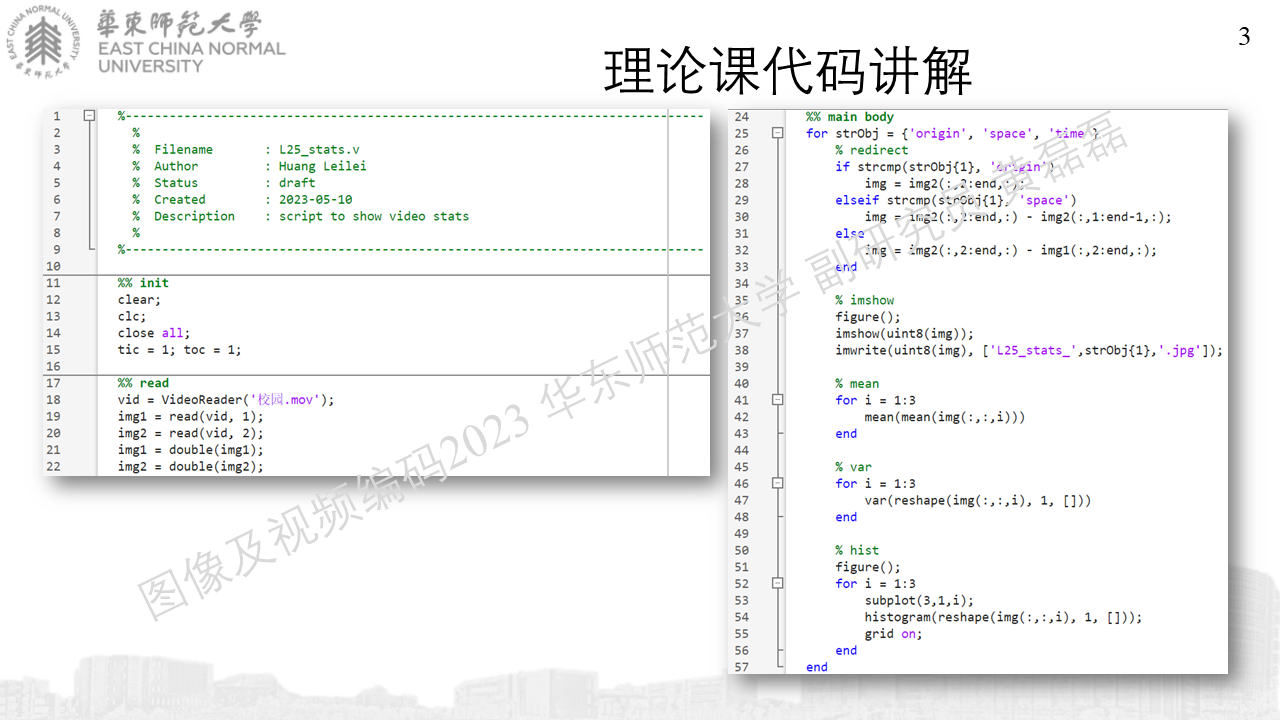 EAST CHINA NORMAL UNIVERSITY
華東師範大學
華東師範大學
EAST CHINA NORMAL
UNIVERSITY
3
理论课代码讲解
1 %--------------------------------------------------------------------------------
2 %
3 % Filename : L25_stats.v
4 % Author : Huang Leilei
5 % Status : draft
6 % Created : 2023-05-10
7 % Description : script to show video stats
8 %
9 %--------------------------------------------------------------------------------
10
11 %% init
12 clear;
13 clc;
14 close all;
15 tic = 1; toc = 1;
16
17 %% read
18 vid = VideoReader('校园.mov');
19 img1 = read(vid, 1);
20 img2 = read(vid, 2);
21 img1 = double(img1);
22 img2 = double(img2);
24 %% main body
25 for strObj = {'origin', 'space', 'time'}
26 % redirect
27 if strcmp(strObj{1}, 'origin')
28 img = img2(:,2:end,:);
29 elseif strcmp(strObj{1}, 'space')
30 img = img2(:,2:end,:) - img2(:,1:end-1,:);
31 else
32 img = img2(:,2:end,:) - img1(:,2:end,:);
33 end
34
35 % imshow
36 figure();
37 imshow(uint8(img));
38 imwrite(uint8(img), ['L25_stats_',strObj{1},'.jpg']);
39
40 % mean
41 for i = 1:3
42 mean(mean(img(:,:,i)))
43 end
44
45 % var
46 for i = 1:3
47 var(reshape(img(:,:,i), 1, []))
48 end
49
50 % hist
51 figure();
52 for i = 1:3
53 subplot(3,1,i);
54 histogram(reshape(img(:,:,i), 1, []));
55 grid on;
56 end
57 end
图像及视频编码2023 华东师范大学 副研究员 黄磊磊